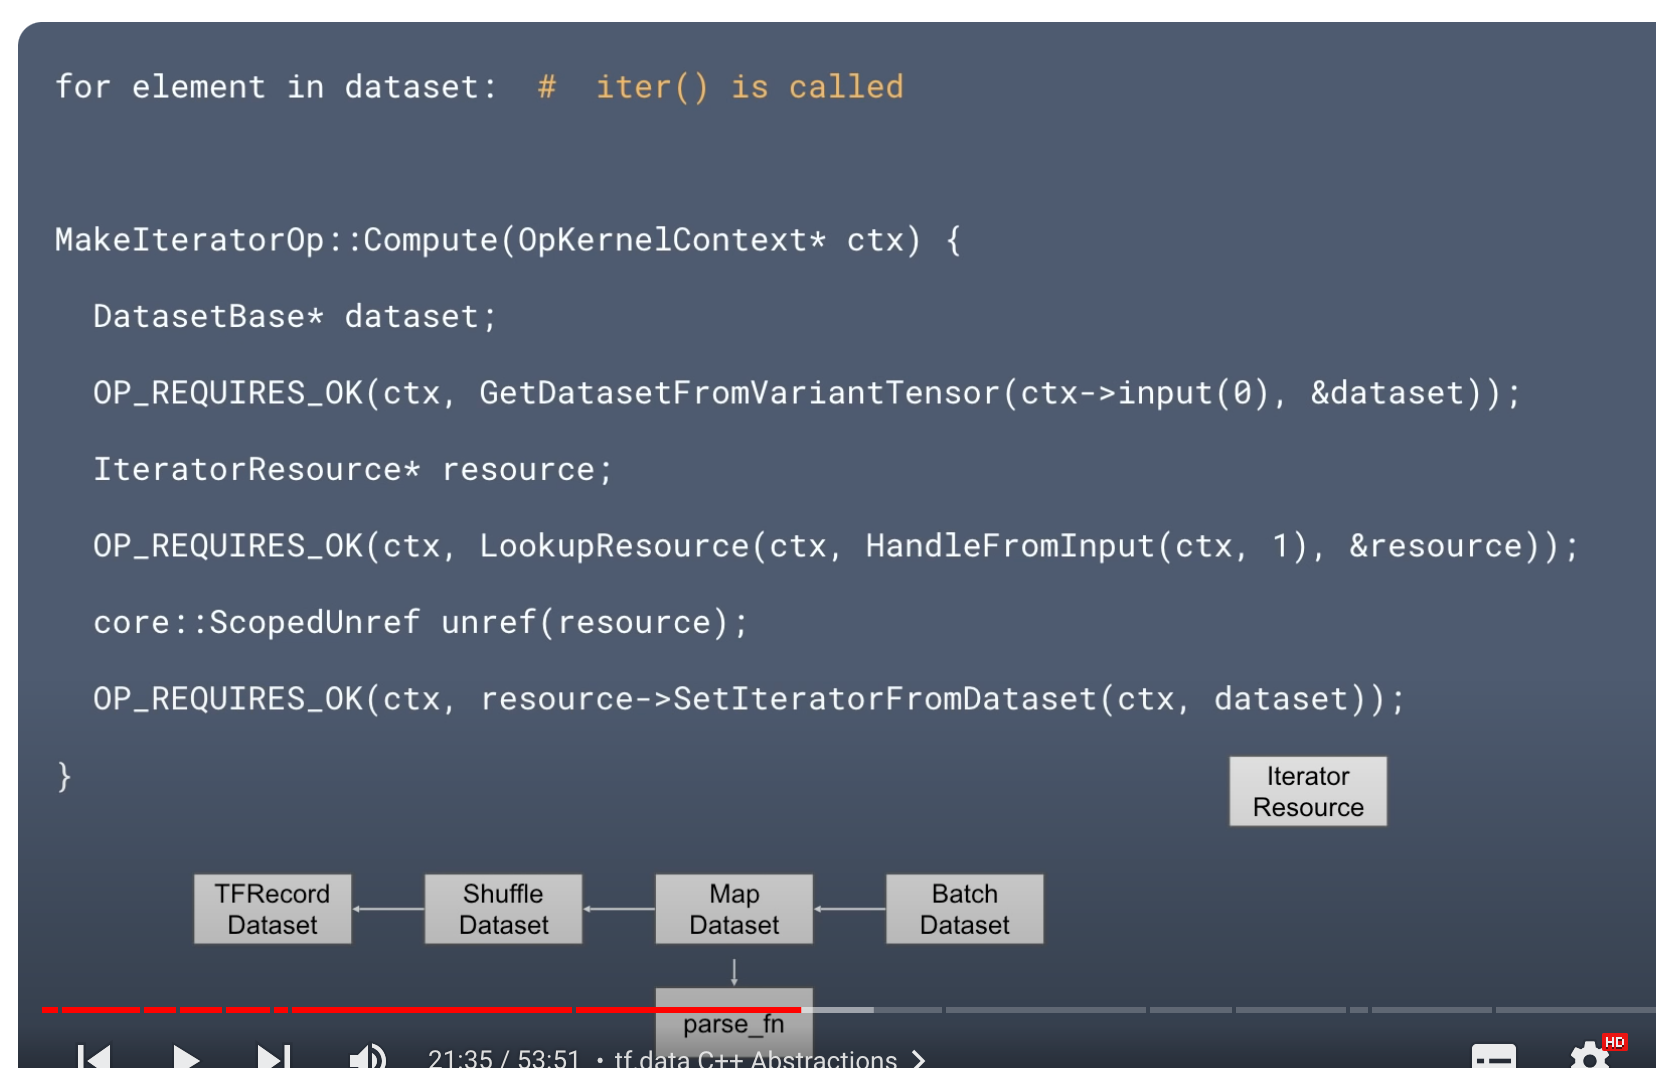 for element in dataset:  #  iter() is called
MakeIteratorOp::Compute(OpKernelContext* ctx) {
DatasetBase* dataset;
OP_REQUIRES_OK(ctx, GetDatasetFromVariantTensor(ctx->input(0), &dataset));
IteratorResource* resource;
OP_REQUIRES_OK(ctx, LookupResource(ctx, HandleFromInput(ctx, 1), &resource));
core::ScopedUnref unref(resource);
OP_REQUIRES_OK(ctx, resource->SetIteratorFromDataset(ctx, dataset));
}
Iterator
Resource
TFRecord
Dataset
Shuffle
Dataset
Map
Dataset
Batch
Dataset
parse_fn
21:35 / 53:51 • tf.data C++ Abstractions
HD